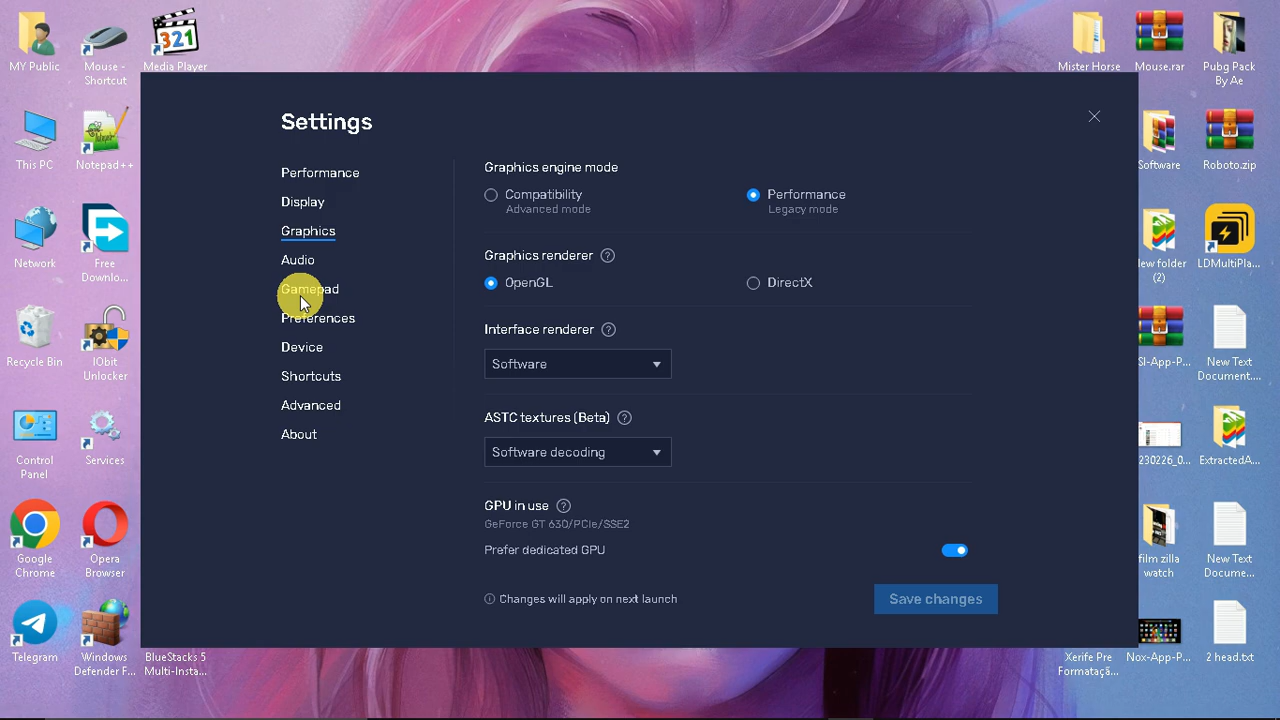 MY Public
Mouse -
Shortcut
321
Media Player
Mister Horse
Mouse.rar
Pubg Pack
By Ae
Settings
This PC
Notepad++
Software
Roboto.zip
Performance
Display
Graphics
Audio
Gamepad
Preferences
Device
Shortcuts
Advanced
About
Graphics engine mode
Compatibility
Advanced mode
Performance
Legacy mode
Graphics renderer ?
OpenGL
DirectX
Interface renderer ?
Software
ASTC textures (Beta) ?
Software decoding
GPU in use ?
GeForce GT 630/PCIe/SSE2
Prefer dedicated GPU
Changes will apply on next launch
Save changes
Network
Free
Downlo...
ew folder
(2)
LDMultiPla...
Recycle Bin
IObit
Unlocker
SI-App-P...
New Text
Document....
Control
Panel
Services
230226_0...
ExtractedA...
Google
Chrome
Opera
Browser
film zilla
watch
New Text
Docume...
Telegram
Windows
Defender F...
BlueStacks 5
Multi-Insta...
Xerife Pre
Formataçã...
Nox-App-P...
2 head.txt